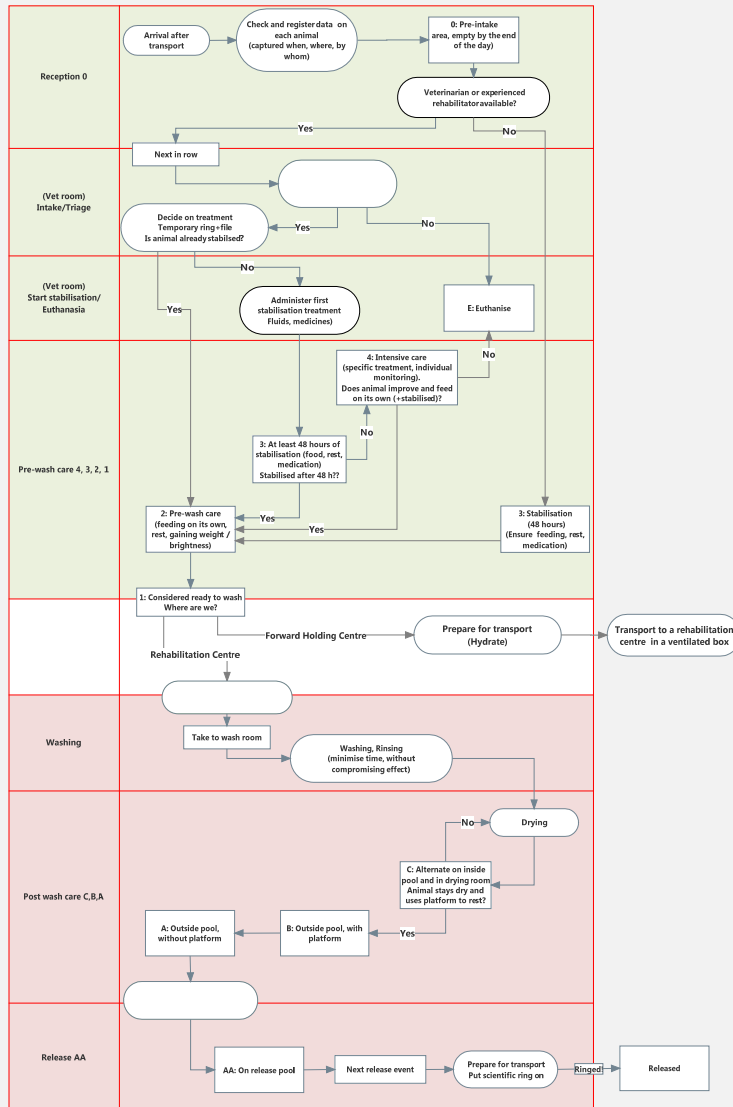 Reception 0
Arrival after
transport
Check and register data on
each animal
(captured when, where, by
whom)
0: Pre-intake
area, empty by the end
of the day)
Veterinarian or experienced
rehabilitator available?
Yes
No
Next in row
(Vet room)
Intake/Triage
Decide on treatment
Temporary ring+file
Is animal already stabilsed?
Yes
No
(Vet room)
Start stabilisation/
Euthanasia
Yes
No
Administer first
stabilisation treatment
Fluids, medicines)
E: Euthanise
Pre-wash care 4, 3, 2, 1
4: Intensive care
(specific treatment, individual
monitoring).
Does animal improve and feed
on its own (+stabilised)?
No
No
3: At least 48 hours of
stabilisation (food, rest,
medication)
Stabilised after 48 h??
Yes
Yes
2: Pre-wash care
(feeding on its own,
rest, gaining weight /
brightness)
3: Stabilisation
(48 hours)
(Ensure feeding, rest,
medication)
1: Considered ready to wash
Where are we?
Forward Holding Centre
Prepare for transport
(Hydrate)
Transport to a rehabilitation
centre in a ventilated box
Rehabilitation Centre
Washing
Take to wash room
Washing, Rinsing
(minimise time, without
compromising effect)
Post wash care C,B,A
Drying
No
C: Alternate on inside
pool and in drying room
Animal stays dry and
uses platform to rest?
Yes
B: Outside pool, with
platform
A: Outside pool,
without platform
Release AA
AA: On release pool
Next release event
Prepare for transport
Put scientific ring on
Ringed!
Released